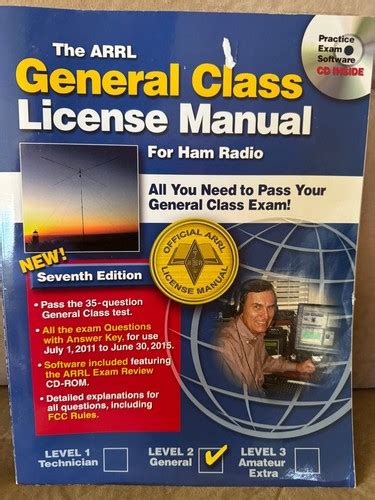 The ARRL
General Class
License Manual
For Ham Radio
Practice
Exam
Software
CD INSIDE
All You Need to Pass Your
General Class Exam!
NEW!
Seventh Edition
OFFICIAL ARRL
LICENSE MANUAL
• Pass the 35-question
General Class test.
• All the exam Questions
with Answer Key, for use
July 1, 2011 to June 30, 2015.
• Software included featuring
the ARRL Exam Review
CD-ROM.
• Detailed explanations for
all questions, including
FCC Rules.
LEVEL 1
Technician
LEVEL 2
General
LEVEL 3
Amateur
Extra